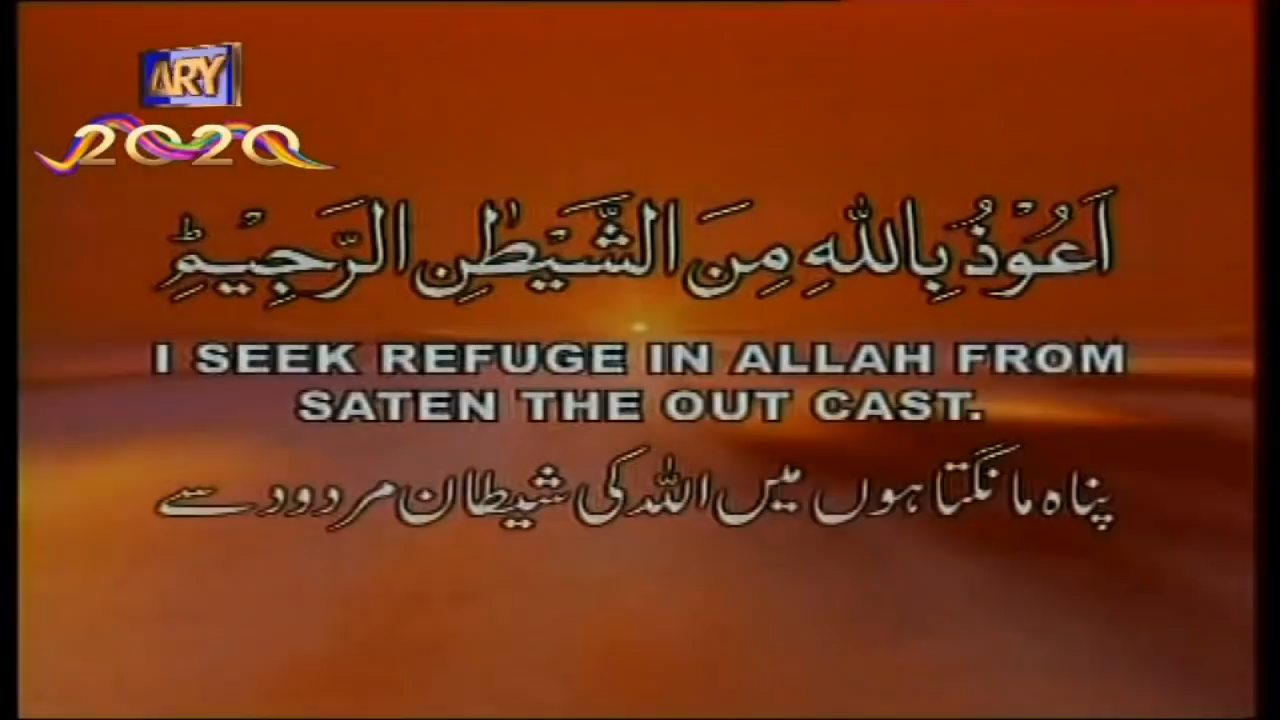 ARY
2020
اَعُوْذُ بِاللهِ مِنَ الشَّيْطٰنِ الرَّجِيْمِؕ
I SEEK REFUGE IN ALLAH FROM
SATEN THE OUT CAST.
پناہ مانگتا ہوں میں اللہ کی شیطان مردود سے